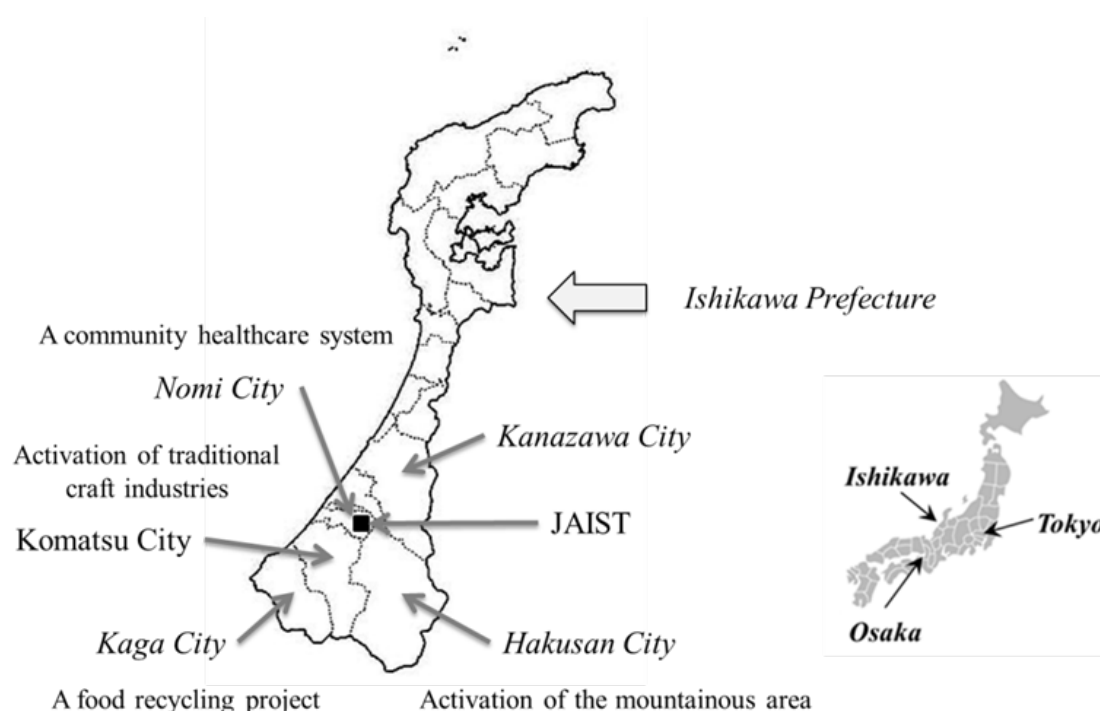 Ishikawa Prefecture
A community healthcare system
Nomi City
Kanazawa City
Activation of traditional
craft industries
JAIST
Komatsu City
Kaga City
Hakusan City
A food recycling project
Activation of the mountainous area
Ishikawa
Tokyo
Osaka